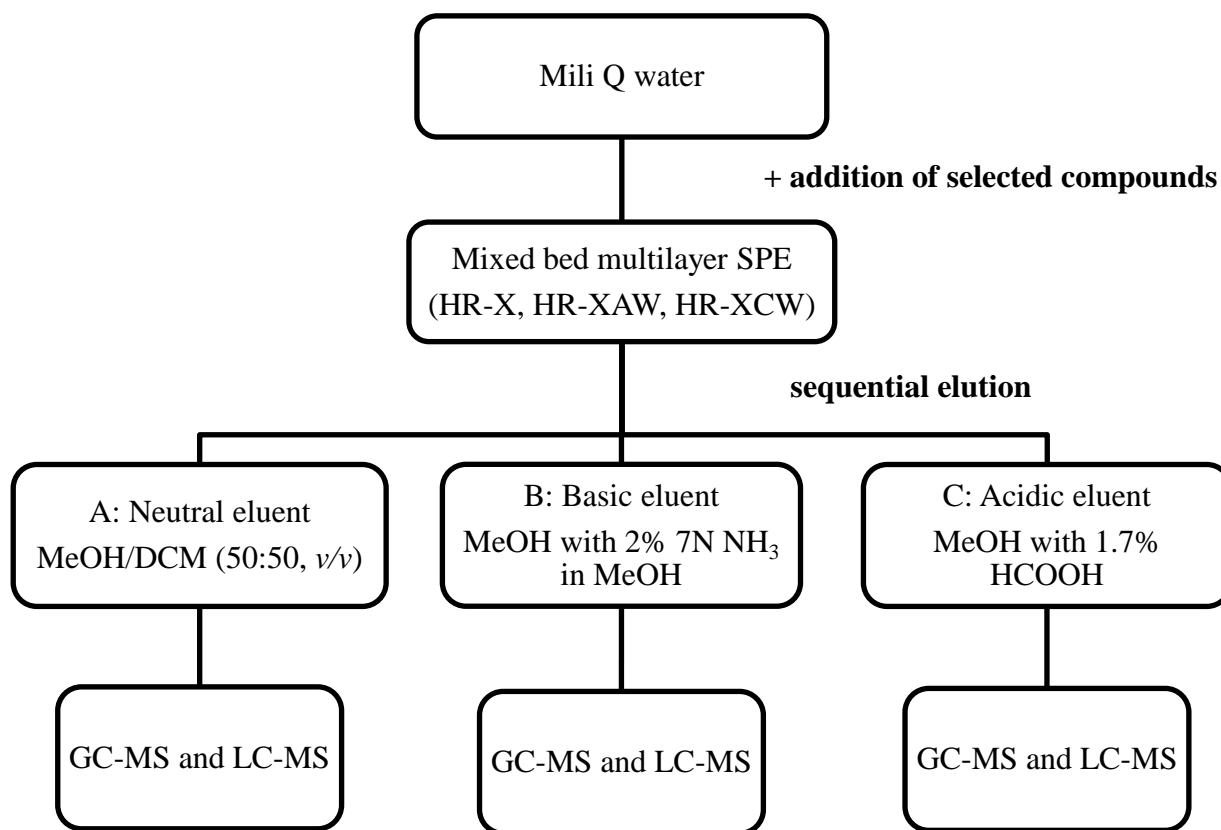 Mili Q water
+ addition of selected compounds
Mixed bed multilayer SPE
(HR-X, HR-XAW, HR-XCW)
sequential elution
A: Neutral eluent
MeOH/DCM (50:50, v/v)
B: Basic eluent
MeOH with 2% 7N NH₃
in MeOH
C: Acidic eluent
MeOH with 1.7%
HCOOH
GC-MS and LC-MS
GC-MS and LC-MS
GC-MS and LC-MS